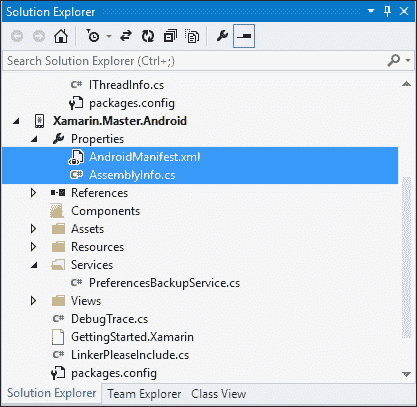 Solution Explorer
Search Solution Explorer (Ctrl+;)
C# IThreadInfo.cs
packages.config
Xamarin.Master.Android
Properties
AndroidManifest.xml
C# AssemblyInfo.cs
References
Components
Assets
Resources
Services
C# PreferencesBackupService.cs
Views
C# DebugTrace.cs
GettingStarted.Xamarin
C# LinkerPleaseInclude.cs
packages.config
Solution Explorer Team Explorer Class View